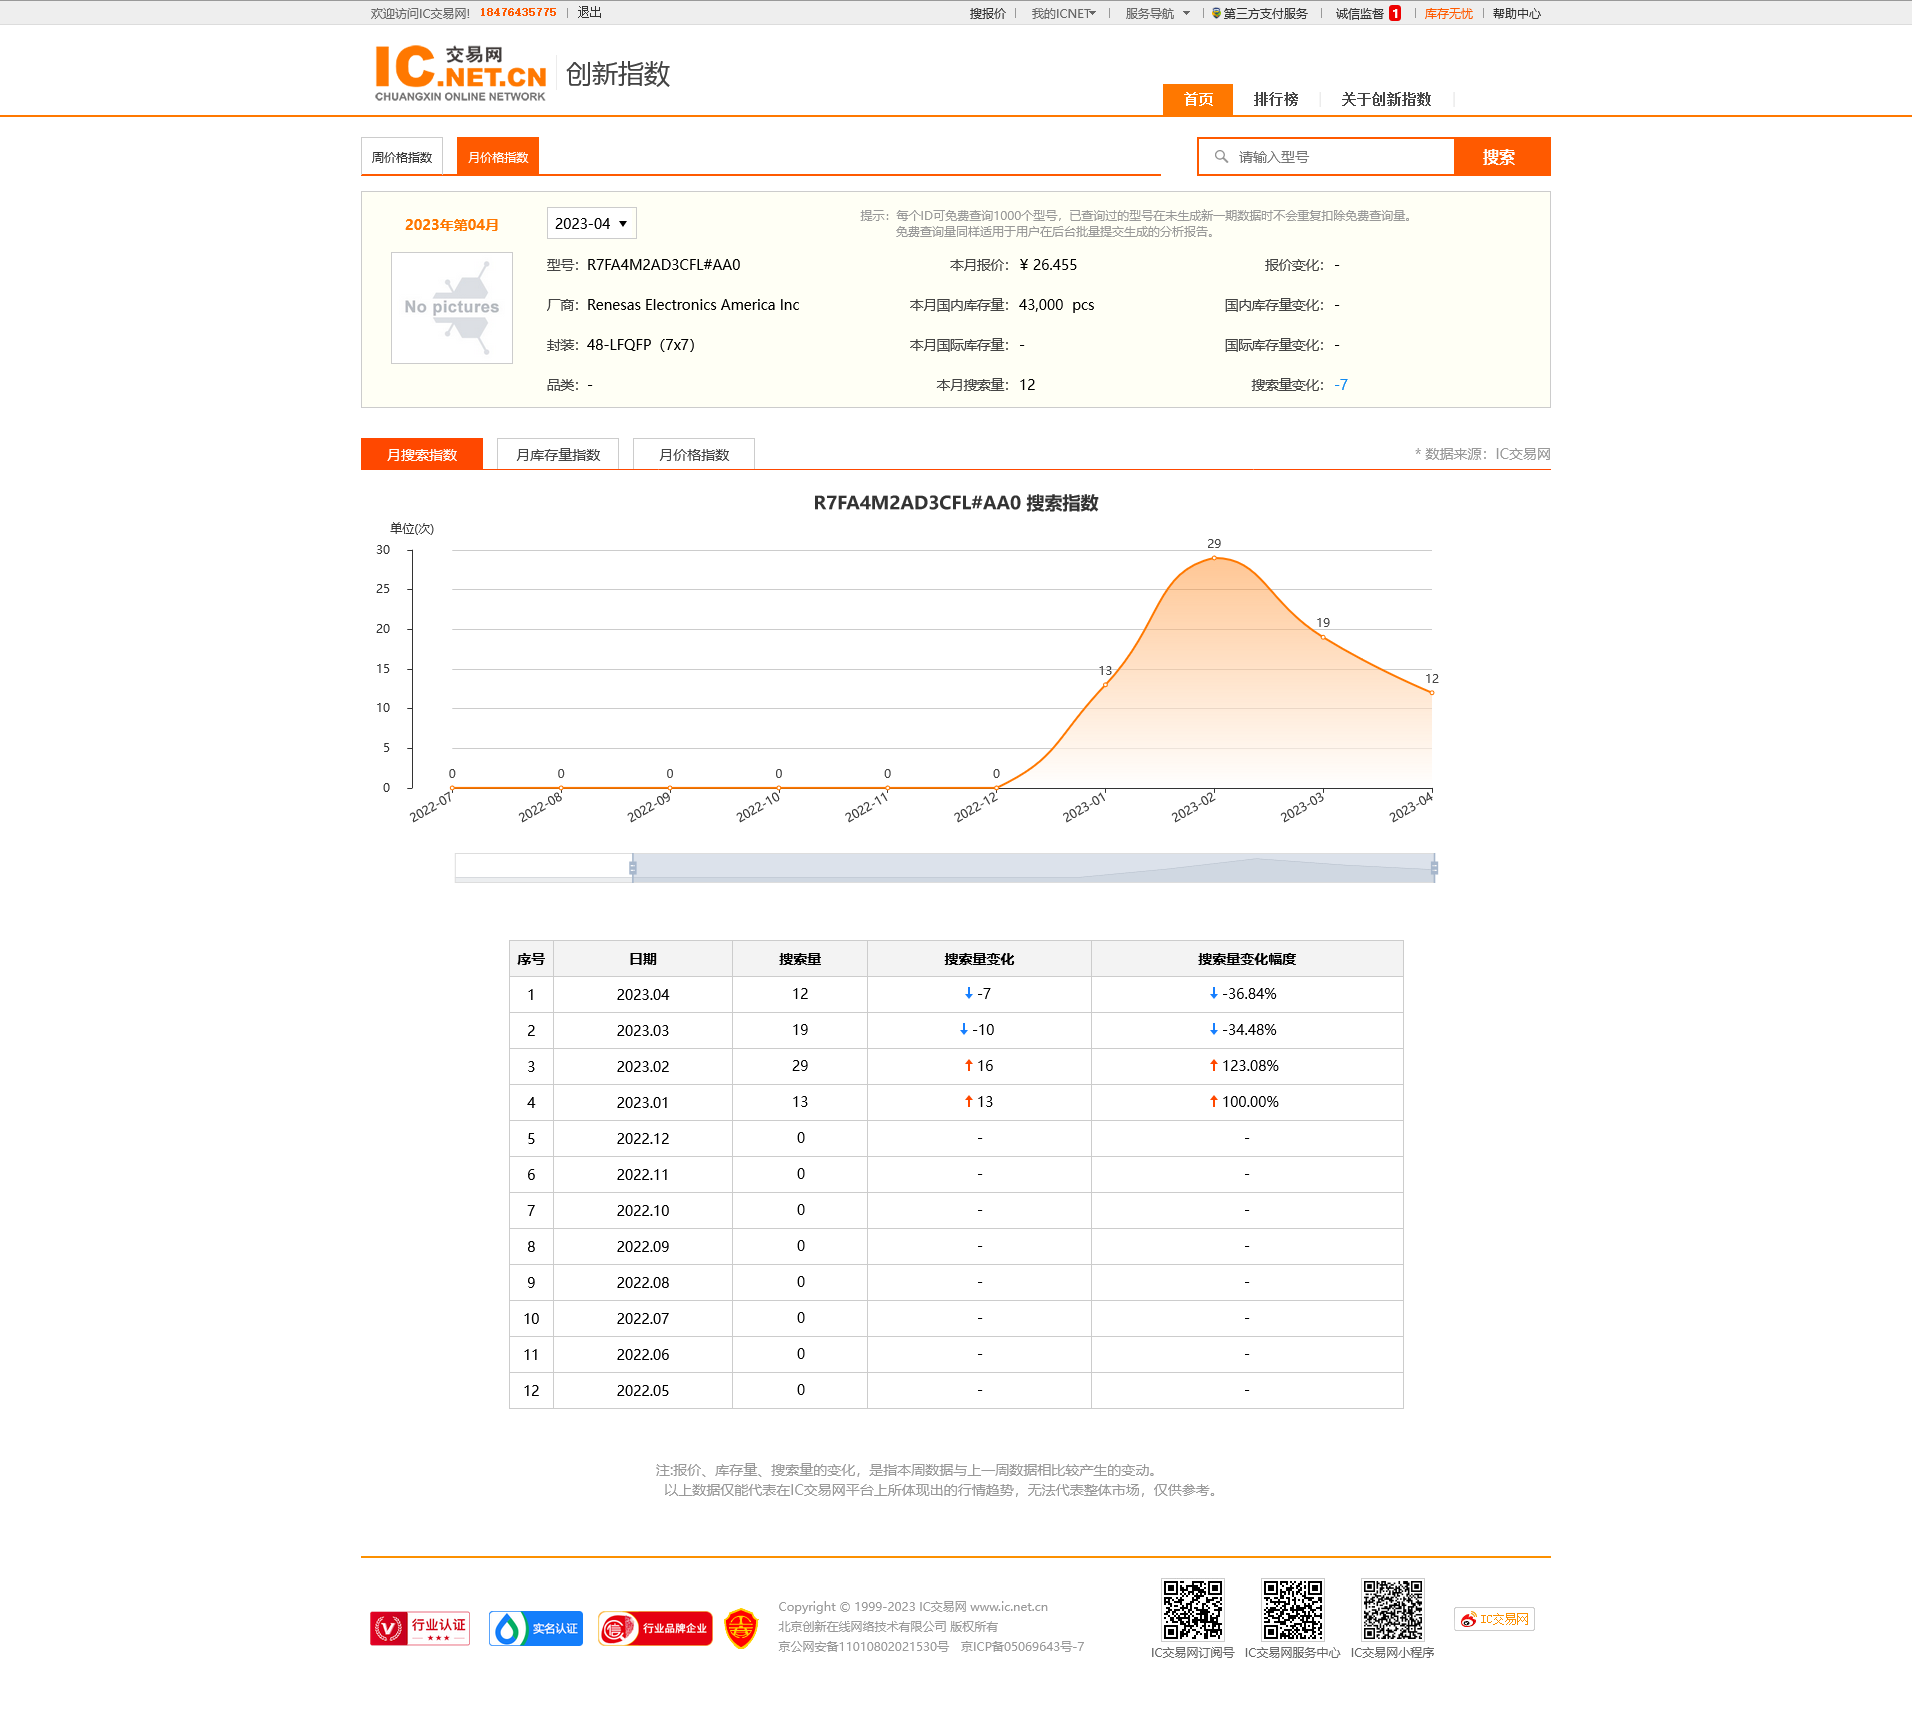 欢迎访问IC交易网! 18476435775 退出 搜报价 我的ICNET 服务导航 第三方支付服务 诚信监督 1 库存无忧 帮助中心
IC.NET.CN 交易网 创新指数
CHUANGXIN ONLINE NETWORK
首页 排行榜 关于创新指数
周价格指数 月价格指数 请输入型号 搜索
2023年第04月 2023-04 提示：每个ID可免费查询1000个型号，已查询过的型号在未生成新一期数据时不会重复扣除免费查询量。
免费查询量同样适用于用户在后台批量提交生成的分析报告。
No pictures
型号：R7FA4M2AD3CFL#AA0 本月报价：¥ 26.455 报价变化：-
厂商：Renesas Electronics America Inc 本月国内库存量：43,000 pcs 国内库存量变化：-
封装：48-LFQFP（7x7） 本月国际库存量：- 国际库存量变化：-
品类：- 本月搜索量：12 搜索量变化：-7
月搜索指数 月库存量指数 月价格指数 * 数据来源：IC交易网
R7FA4M2AD3CFL#AA0 搜索指数
单位(次)
30
25
20
15
10
5
0
0 0 0 0 0 0 13 29 19 12
2022-07 2022-08 2022-09 2022-10 2022-11 2022-12 2023-01 2023-02 2023-03 2023-04
序号 日期 搜索量 搜索量变化 搜索量变化幅度
1 2023.04 12 ↓ -7 ↓ -36.84%
2 2023.03 19 ↓ -10 ↓ -34.48%
3 2023.02 29 ↑ 16 ↑ 123.08%
4 2023.01 13 ↑ 13 ↑ 100.00%
5 2022.12 0 - -
6 2022.11 0 - -
7 2022.10 0 - -
8 2022.09 0 - -
9 2022.08 0 - -
10 2022.07 0 - -
11 2022.06 0 - -
12 2022.05 0 - -
注:报价、库存量、搜索量的变化，是指本周数据与上一周数据相比较产生的变动。
以上数据仅能代表在IC交易网平台上所体现出的行情趋势，无法代表整体市场，仅供参考。
行业认证 实名认证 行业品牌企业
Copyright © 1999-2023 IC交易网 www.ic.net.cn
北京创新在线网络技术有限公司 版权所有
京公网安备11010802021530号 京ICP备05069643号-7
IC交易网订阅号 IC交易网服务中心 IC交易网小程序
IC交易网